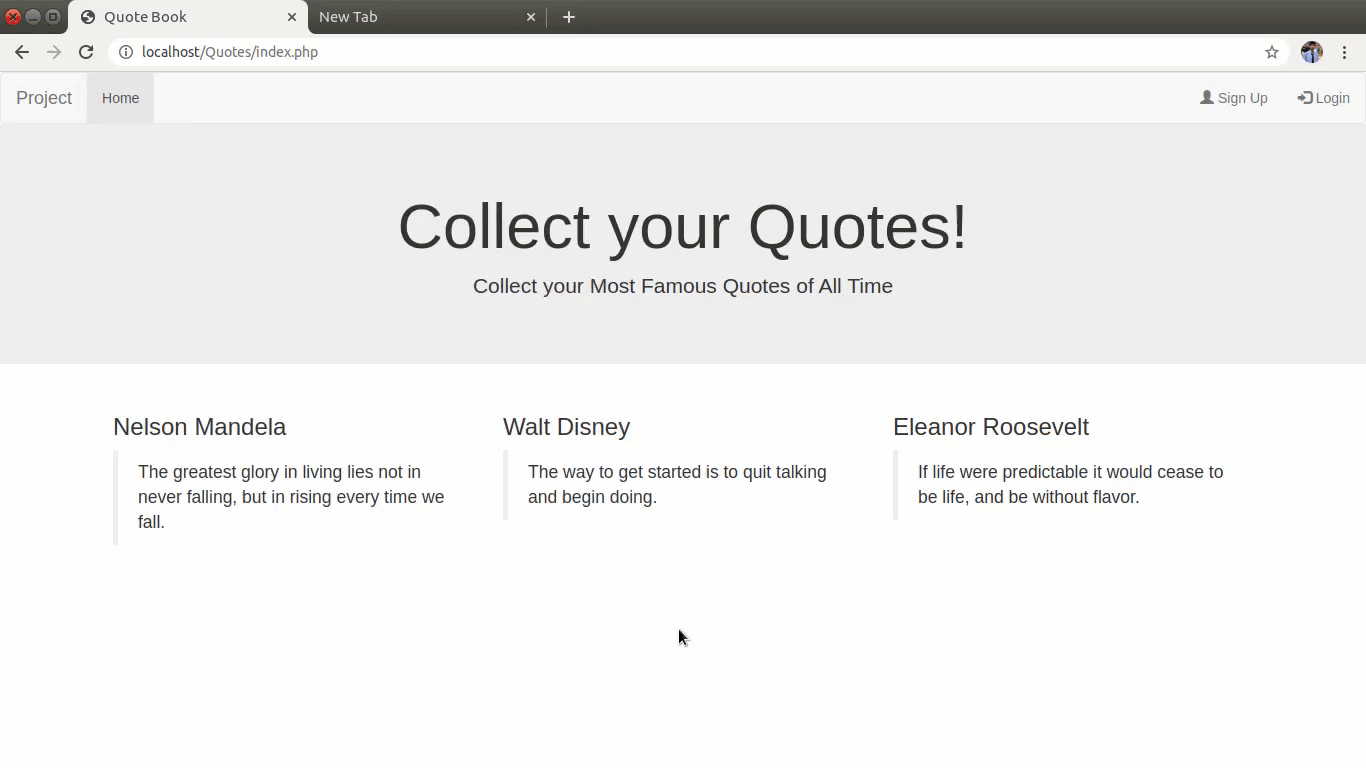 Quote Book
New Tab
localhost/Quotes/index.php
Project
Home
Sign Up
Login
Collect your Quotes!
Collect your Most Famous Quotes of All Time
Nelson Mandela
The greatest glory in living lies not in
never falling, but in rising every time we
fall.
Walt Disney
The way to get started is to quit talking
and begin doing.
Eleanor Roosevelt
If life were predictable it would cease to
be life, and be without flavor.